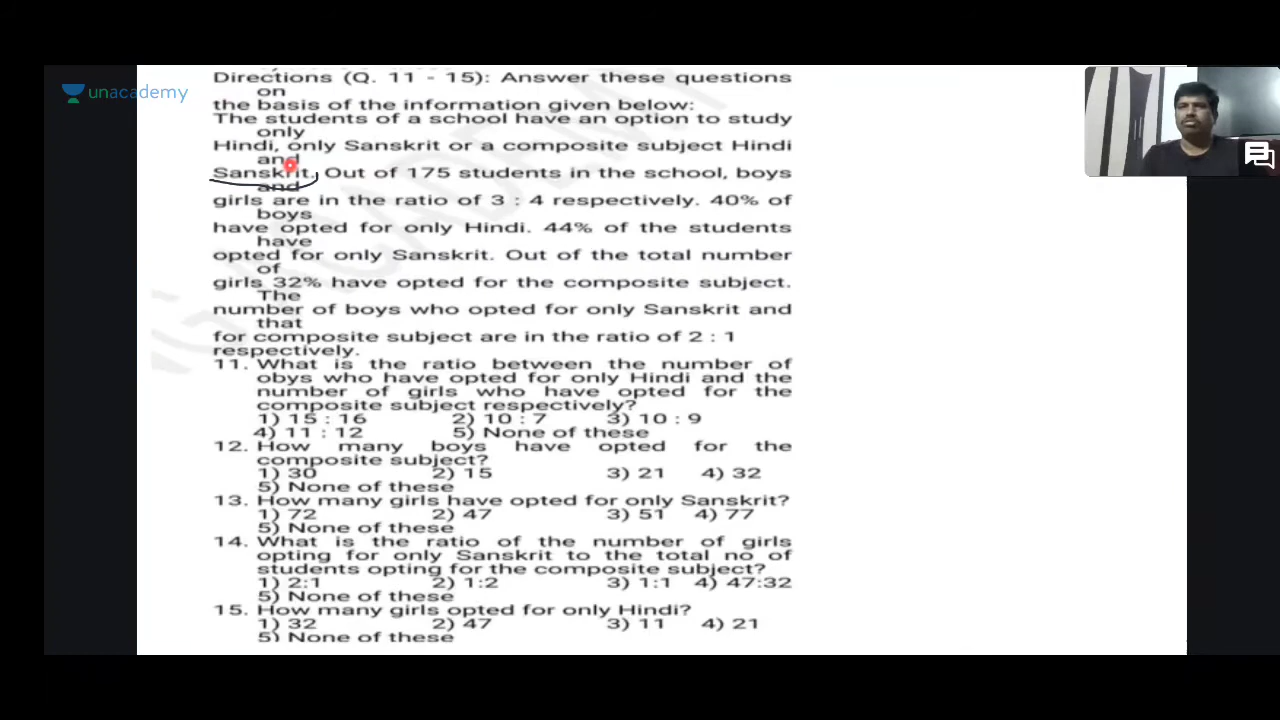 Directions (Q. 11 - 15): Answer these questions
on
unacademy
the basis of the information given below:
The students of a school have an option to study
only
Hindi, only Sanskrit or a composite subject Hindi
and
Sanskrit. Out of 175 students in the school, boys
and
girls are in the ratio of 3 : 4 respectively. 40% of
boys
have opted for only Hindi. 44% of the students
have
opted for only Sanskrit. Out of the total number
of
girls 32% have opted for the composite subject.
The
number of boys who opted for only Sanskrit and
that
for composite subject are in the ratio of 2 : 1
respectively.
11. What is the ratio between the number of
obys who have opted for only Hindi and the
number of girls who have opted for the
composite subject respectively?
1) 15 : 16 2) 10 : 7 3) 10 : 9
4) 11 : 12 5) None of these
12. How many boys have opted for the
composite subject?
1) 30 2) 15 3) 21 4) 32
5) None of these
13. How many girls have opted for only Sanskrit?
1) 72 2) 47 3) 51 4) 77
5) None of these
14. What is the ratio of the number of girls
opting for only Sanskrit to the total no of
students opting for the composite subject?
1) 2:1 2) 1:2 3) 1:1 4) 47:32
5) None of these
15. How many girls opted for only Hindi?
1) 32 2) 47 3) 11 4) 21
5) None of these